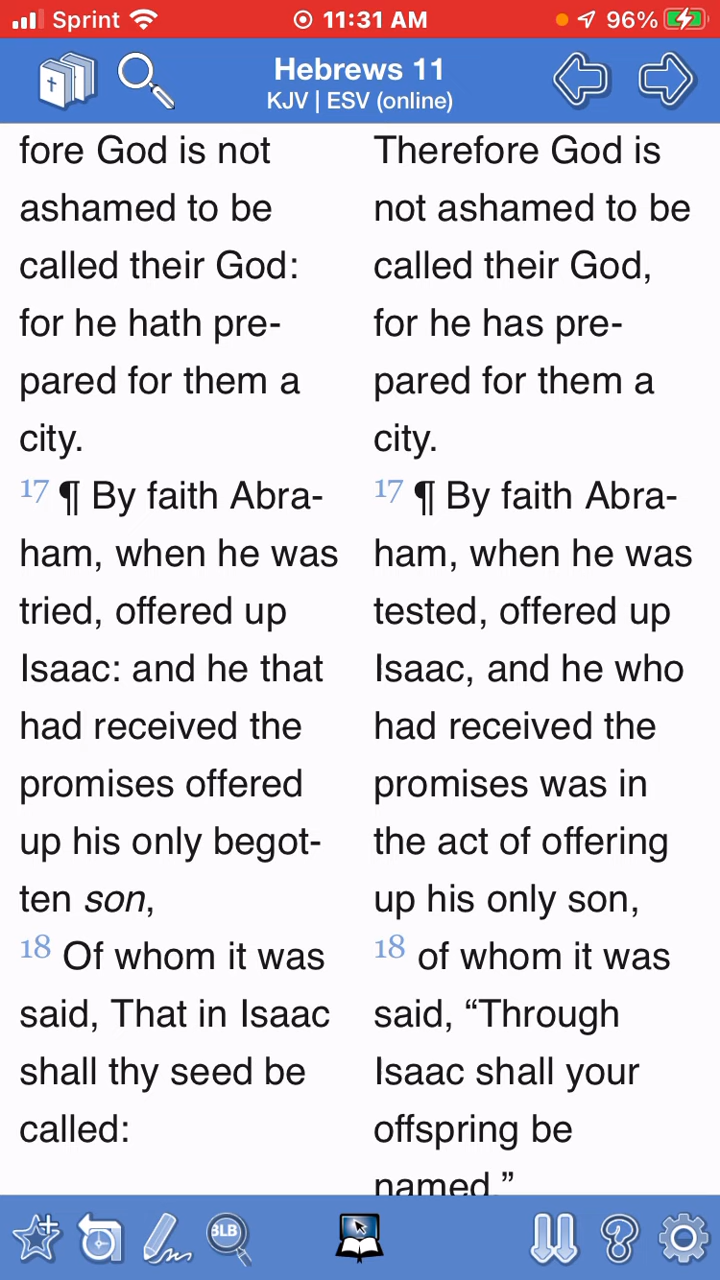 Sprint 11:31 AM 96%
Hebrews 11
KJV | ESV (online)
fore God is not
ashamed to be
called their God:
for he hath pre-
pared for them a
city.
17 ¶ By faith Abra-
ham, when he was
tried, offered up
Isaac: and he that
had received the
promises offered
up his only begot-
ten son,
18 Of whom it was
said, That in Isaac
shall thy seed be
called:
Therefore God is
not ashamed to be
called their God,
for he has pre-
pared for them a
city.
17 ¶ By faith Abra-
ham, when he was
tested, offered up
Isaac, and he who
had received the
promises was in
the act of offering
up his only son,
18 of whom it was
said, “Through
Isaac shall your
offspring be
named.”
BLB